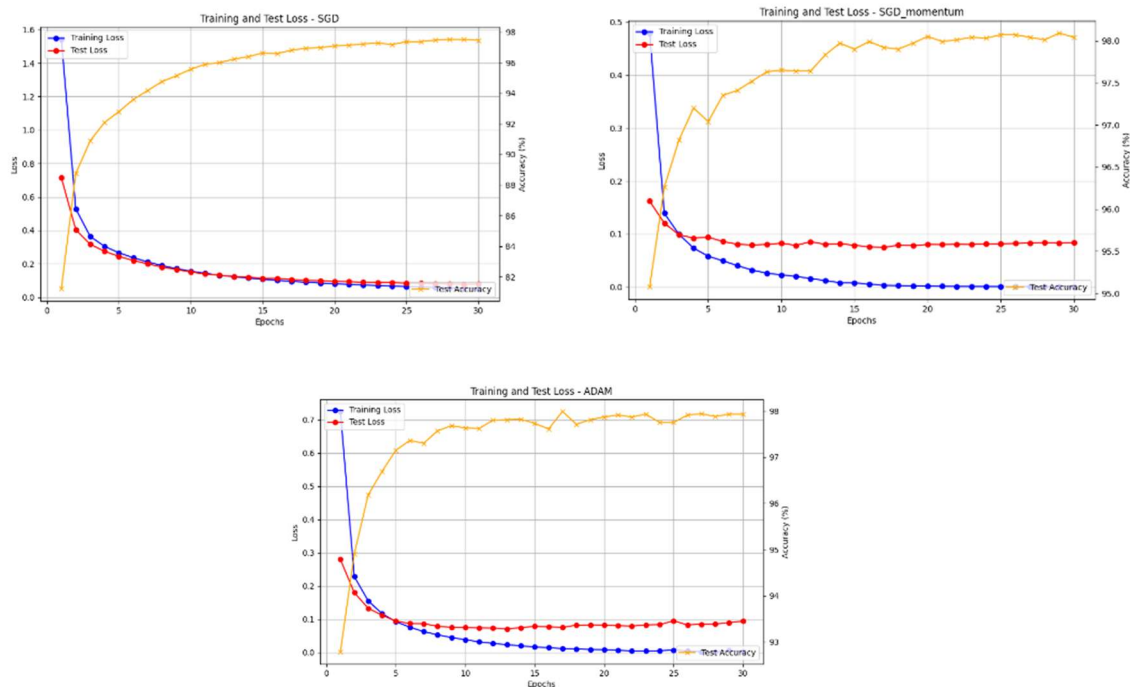 Training and Test Loss - SGD
1.6
1.4
1.2
1.0
0.8
0.6
0.4
0.2
0.0
Loss
Training Loss
Test Loss
98
96
94
92
90
88
86
84
82
Accuracy (%)
Test Accuracy
0 5 10 15 20 25 30
Epochs
Training and Test Loss - SGD_momentum
0.5
0.4
0.3
0.2
0.1
0.0
Loss
Training Loss
Test Loss
98.0
97.5
97.0
96.5
96.0
95.5
95.0
Accuracy (%)
Test Accuracy
0 5 10 15 20 25 30
Epochs
Training and Test Loss - ADAM
0.7
0.6
0.5
0.4
0.3
0.2
0.1
0.0
Loss
Training Loss
Test Loss
98
97
96
95
94
93
Accuracy (%)
Test Accuracy
0 5 10 15 20 25 30
Epochs